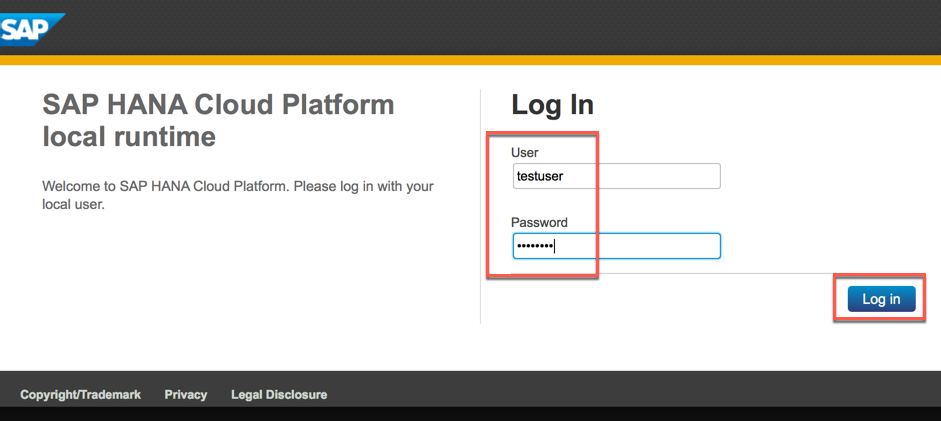 SAP
SAP HANA Cloud Platform
local runtime
Welcome to SAP HANA Cloud Platform. Please log in with your
local user.
Log In
User
testuser
Password
••••••••
Log in
Copyright/Trademark Privacy Legal Disclosure